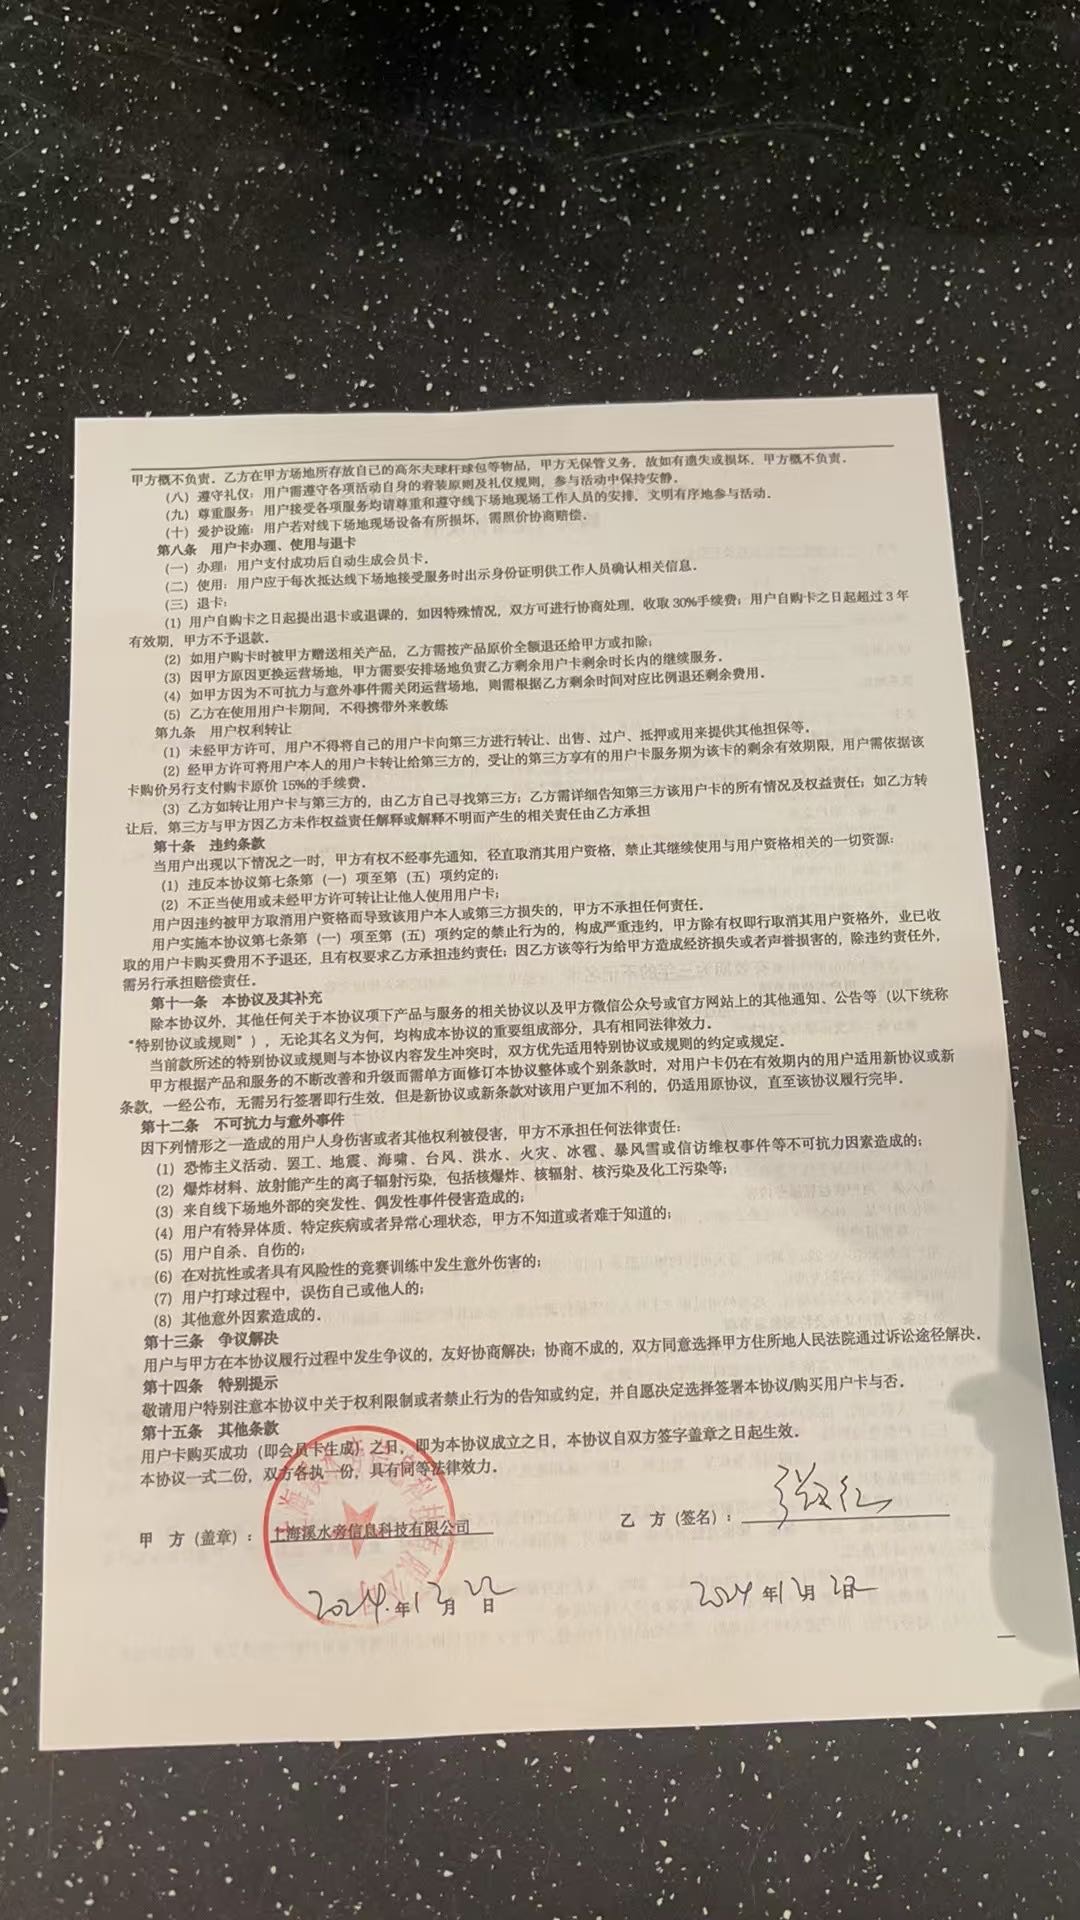 甲方概不负责。乙方在甲方场地所存放自己的高尔夫球杆球包等物品，甲方无保管义务，故如有遗失或损坏，甲方概不负责。
（八）遵守礼仪：用户需遵守各项活动自身的着装原则及礼仪规则，参与活动中保持安静。
（九）尊重服务：用户接受各项服务均请尊重和遵守线下场地现场工作人员的安排，文明有序地参与活动。
（十）爱护设施：用户若对线下场地现场设备有所损坏，需照价协商赔偿。
第八条 用户卡办理、使用与退卡
（一）办理：用户支付成功后自动生成会员卡。
（二）使用：用户应于每次抵达线下场地接受服务时出示身份证明供工作人员确认相关信息。
（三）退卡：
（1）用户自购卡之日起提出退卡或退课的，如因特殊情况，双方可进行协商处理，收取30%手续费；用户自购卡之日起超过3年
有效期，甲方不予退款。
（2）如用户购卡时被甲方赠送相关产品，乙方需按产品原价全额退还给甲方或扣除；
（3）因甲方原因更换运营场地，甲方需要安排场地负责乙方剩余用户卡剩余时长内的继续服务。
（4）如甲方因为不可抗力与意外事件需关闭运营场地，则需根据乙方剩余时间对应比例退还剩余费用。
（5）乙方在使用用户卡期间，不得携带外来教练
第九条 用户权利转让
（1）未经甲方许可，用户不得将自己的用户卡向第三方进行转让、出售、过户、抵押或用来提供其他担保等。
（2）经甲方许可将用户本人的用户卡转让给第三方的，受让的第三方享有的用户卡服务期为该卡的剩余有效期限，用户需依据该
卡购价另行支付购卡原价15%的手续费。
（3）乙方如转让用户卡与第三方的，由乙方自己寻找第三方；乙方需详细告知第三方该用户卡的所有情况及权益责任；如乙方转
让后，第三方与甲方因乙方未作权益责任解释或解释不明而产生的相关责任由乙方承担
第十条 违约条款
当用户出现以下情况之一时，甲方有权不经事先通知，径直取消其用户资格，禁止其继续使用与用户资格相关的一切资源：
（1）违反本协议第七条第（一）项至第（五）项约定的；
（2）不正当使用或未经甲方许可转让让他人使用用户卡；
用户因违约被甲方取消用户资格而导致该用户本人或第三方损失的，甲方不承担任何责任。
用户实施本协议第七条第（一）项至第（五）项约定的禁止行为的，构成严重违约，甲方除有权即行取消其用户资格外，业已收
取的用户卡购买费用不予退还，且有权要求乙方承担违约责任；因乙方该等行为给甲方造成经济损失或者声誉损害的，除违约责任外，
需另行承担赔偿责任。
第十一条 本协议及其补充
除本协议外，其他任何关于本协议项下产品与服务的相关协议以及甲方微信公众号或官方网站上的其他通知、公告等（以下统称
“特别协议或规则”），无论其名义为何，均构成本协议的重要组成部分，具有相同法律效力。
当前款所述的特别协议或规则与本协议内容发生冲突时，双方优先适用特别协议或规则的约定或规定。
甲方根据产品和服务的不断改善和升级而需单方面修订本协议整体或个别条款时，对用户卡仍在有效期内的用户适用新协议或新
条款，一经公布，无需另行签署即行生效，但是新协议或新条款对该用户更加不利的，仍适用原协议，直至该协议履行完毕。
第十二条 不可抗力与意外事件
因下列情形之一造成的用户人身伤害或者其他权利被侵害，甲方不承担任何法律责任：
（1）恐怖主义活动、罢工、地震、海啸、台风、洪水、火灾、冰雹、暴风雪或信访维权事件等不可抗力因素造成的；
（2）爆炸材料、放射能产生的离子辐射污染，包括核爆炸、核辐射、核污染及化工污染等；
（3）来自线下场地外部的突发性、偶发性事件侵害造成的；
（4）用户有特异体质、特定疾病或者异常心理状态，甲方不知道或者难于知道的；
（5）用户自杀、自伤的；
（6）在对抗性或者具有风险性的竞赛训练中发生意外伤害的；
（7）用户打球过程中，误伤自己或他人的；
（8）其他意外因素造成的。
第十三条 争议解决
用户与甲方在本协议履行过程中发生争议的，友好协商解决；协商不成的，双方同意选择甲方住所地人民法院通过诉讼途径解决。
第十四条 特别提示
敬请用户特别注意本协议中关于权利限制或者禁止行为的告知或约定，并自愿决定选择签署本协议/购买用户卡与否。
第十五条 其他条款
用户卡购买成功（即会员卡生成）之日，即为本协议成立之日，本协议自双方签字盖章之日起生效。
本协议一式二份，双方各执一份，具有同等法律效力。
甲 方（盖章）：上海溪水旁信息科技有限公司 乙 方（签名）：
2024.年12月22日 2024年12月22日